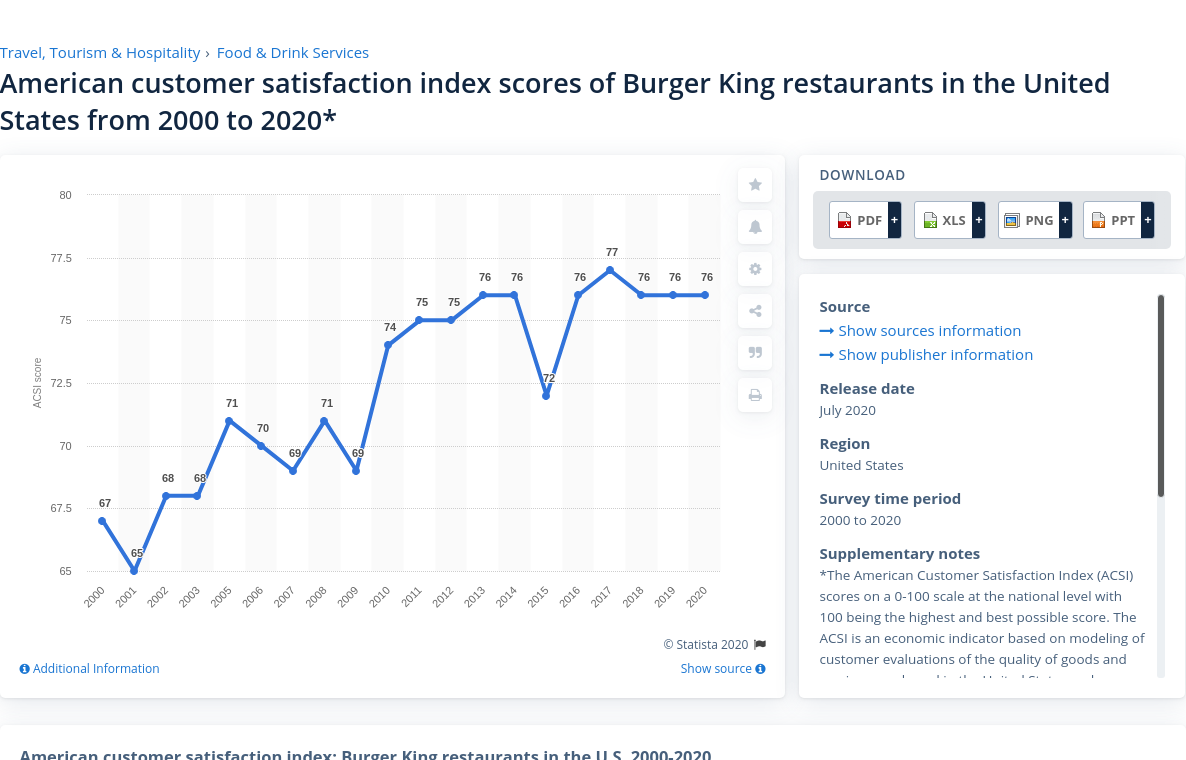 Travel, Tourism & Hospitality › Food & Drink Services
American customer satisfaction index scores of Burger King restaurants in the United
States from 2000 to 2020*
80
77.5
75
72.5
70
67.5
65
ACSI score
67
65
68
68
71
70
69
71
69
74
75
75
76
76
72
76
77
76
76
76
2000
2001
2002
2003
2005
2006
2007
2008
2009
2010
2011
2012
2013
2014
2015
2016
2017
2018
2019
2020
© Statista 2020
Additional Information
Show source
DOWNLOAD
PDF +
XLS +
PNG +
PPT +
Source
Show sources information
Show publisher information
Release date
July 2020
Region
United States
Survey time period
2000 to 2020
Supplementary notes
*The American Customer Satisfaction Index (ACSI)
scores on a 0-100 scale at the national level with
100 being the highest and best possible score. The
ACSI is an economic indicator based on modeling of
customer evaluations of the quality of goods and
American customer satisfaction index: Burger King restaurants in the U.S. 2000-2020